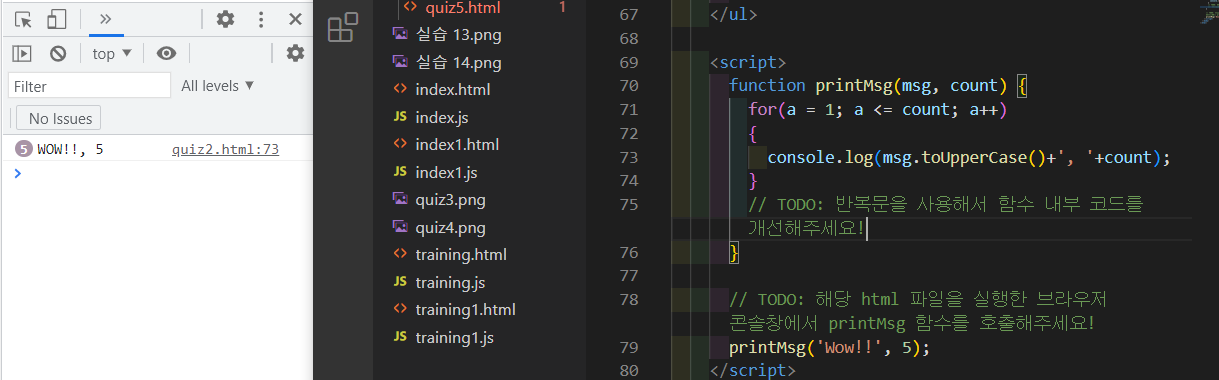 top
Filter
All levels
No Issues
5 WOW!!, 5 quiz2.html:73
>
<> quiz5.html 1
실습 13.png
실습 14.png
<> index.html
JS index.js
<> index1.html
JS index1.js
quiz3.png
quiz4.png
<> training.html
JS training.js
<> training1.html
JS training1.js
67 </ul>
68
69 <script>
70 function printMsg(msg, count) {
71 for(a = 1; a <= count; a++)
72 {
73 console.log(msg.toUpperCase()+', '+count);
74 }
75 // TODO: 반복문을 사용해서 함수 내부 코드를
개선해주세요!
76 }
77
78 // TODO: 해당 html 파일을 실행한 브라우저
콘솔창에서 printMsg 함수를 호출해주세요!
79 printMsg('Wow!!', 5);
80 </script>